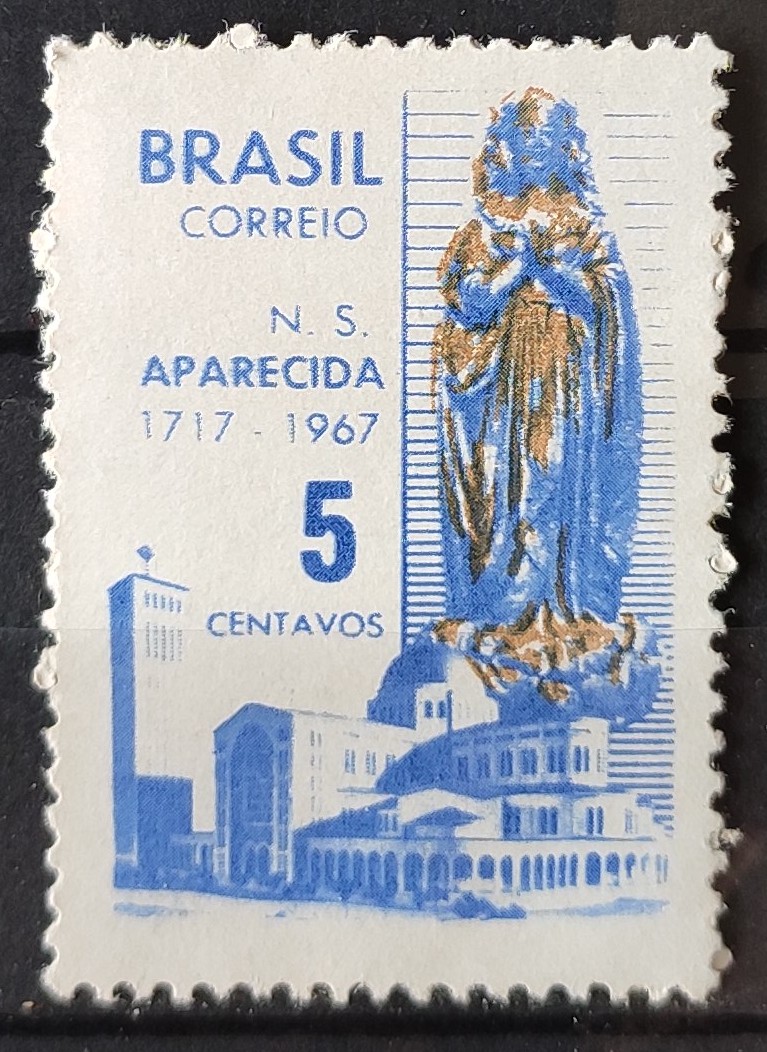 BRASIL
CORREIO
N. S.
APARECIDA
1717 - 1967
5
CENTAVOS